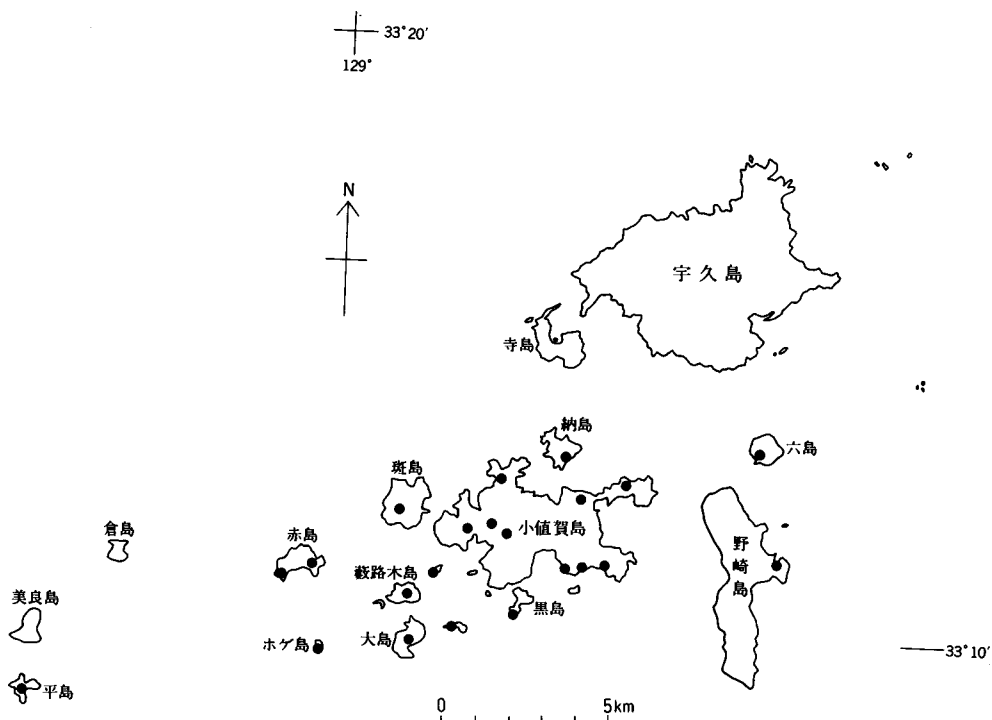 33°20′
129°
N
宇久島
寺島
納島
六島
斑島
小値賀島
倉島
赤島
野崎島
藪路木島
美良島
黒島
大島
ホゲ島
33°10′
平島
0 5km